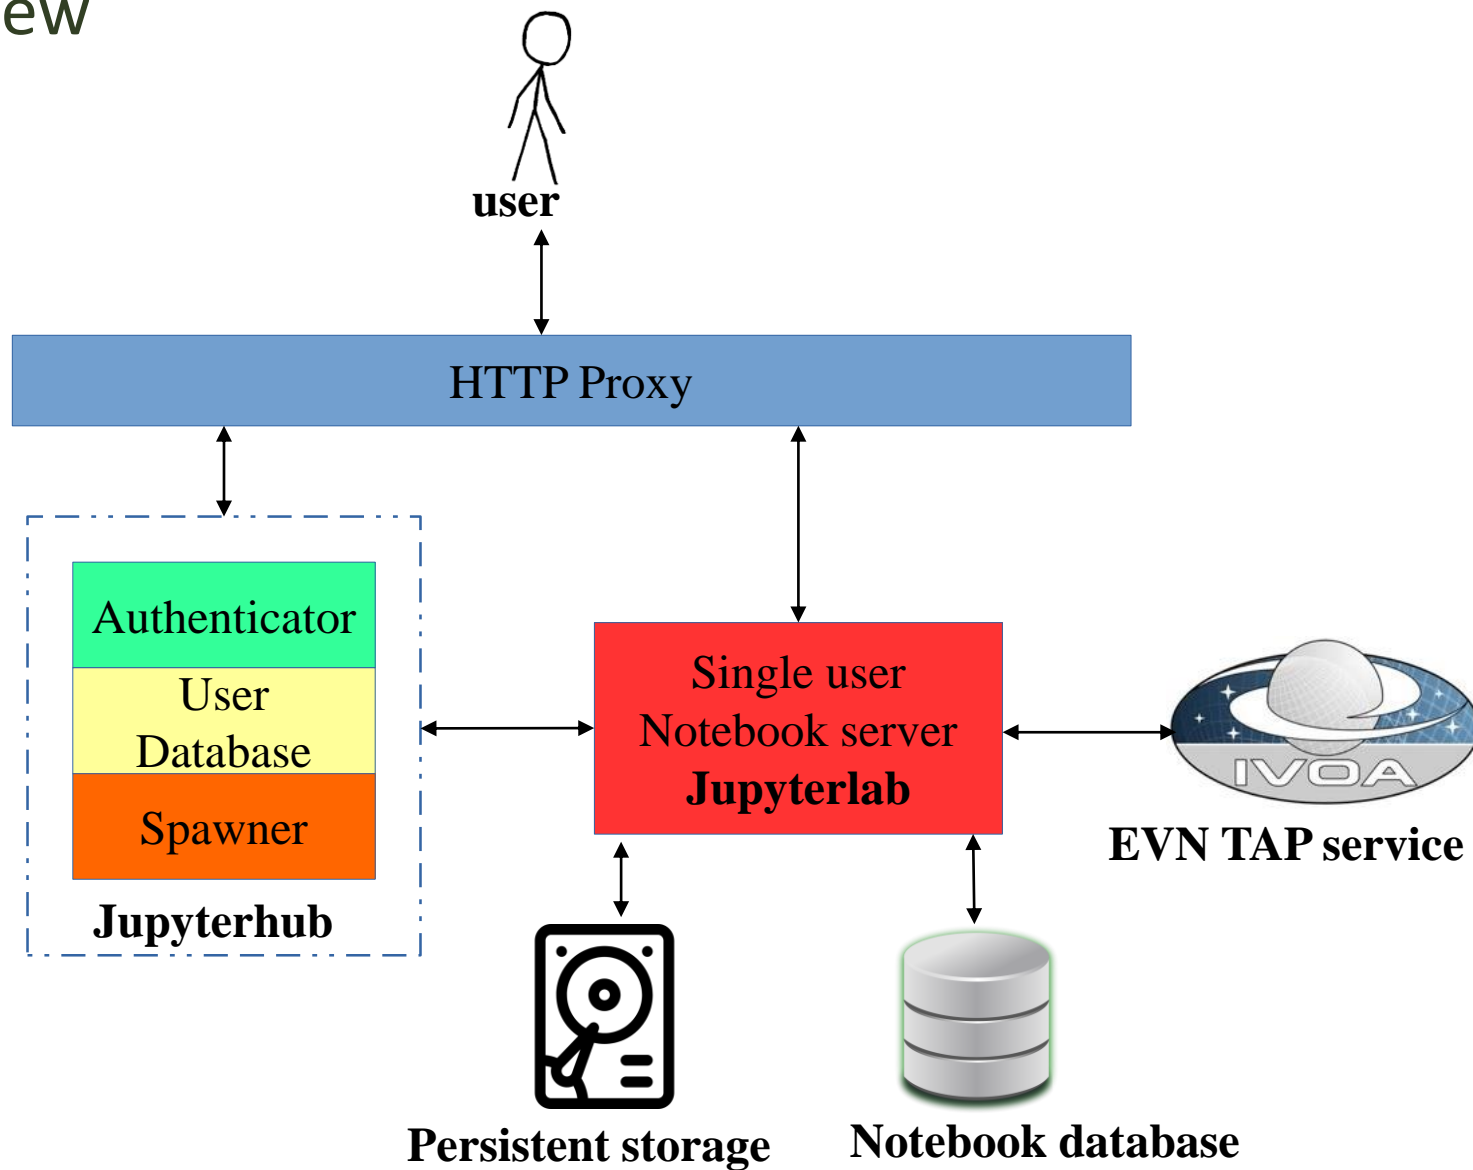 ew
user
HTTP Proxy
Authenticator
User
Database
Spawner
Jupyterhub
Single user
Notebook server
Jupyterlab
IVOA
EVN TAP service
Persistent storage
Notebook database